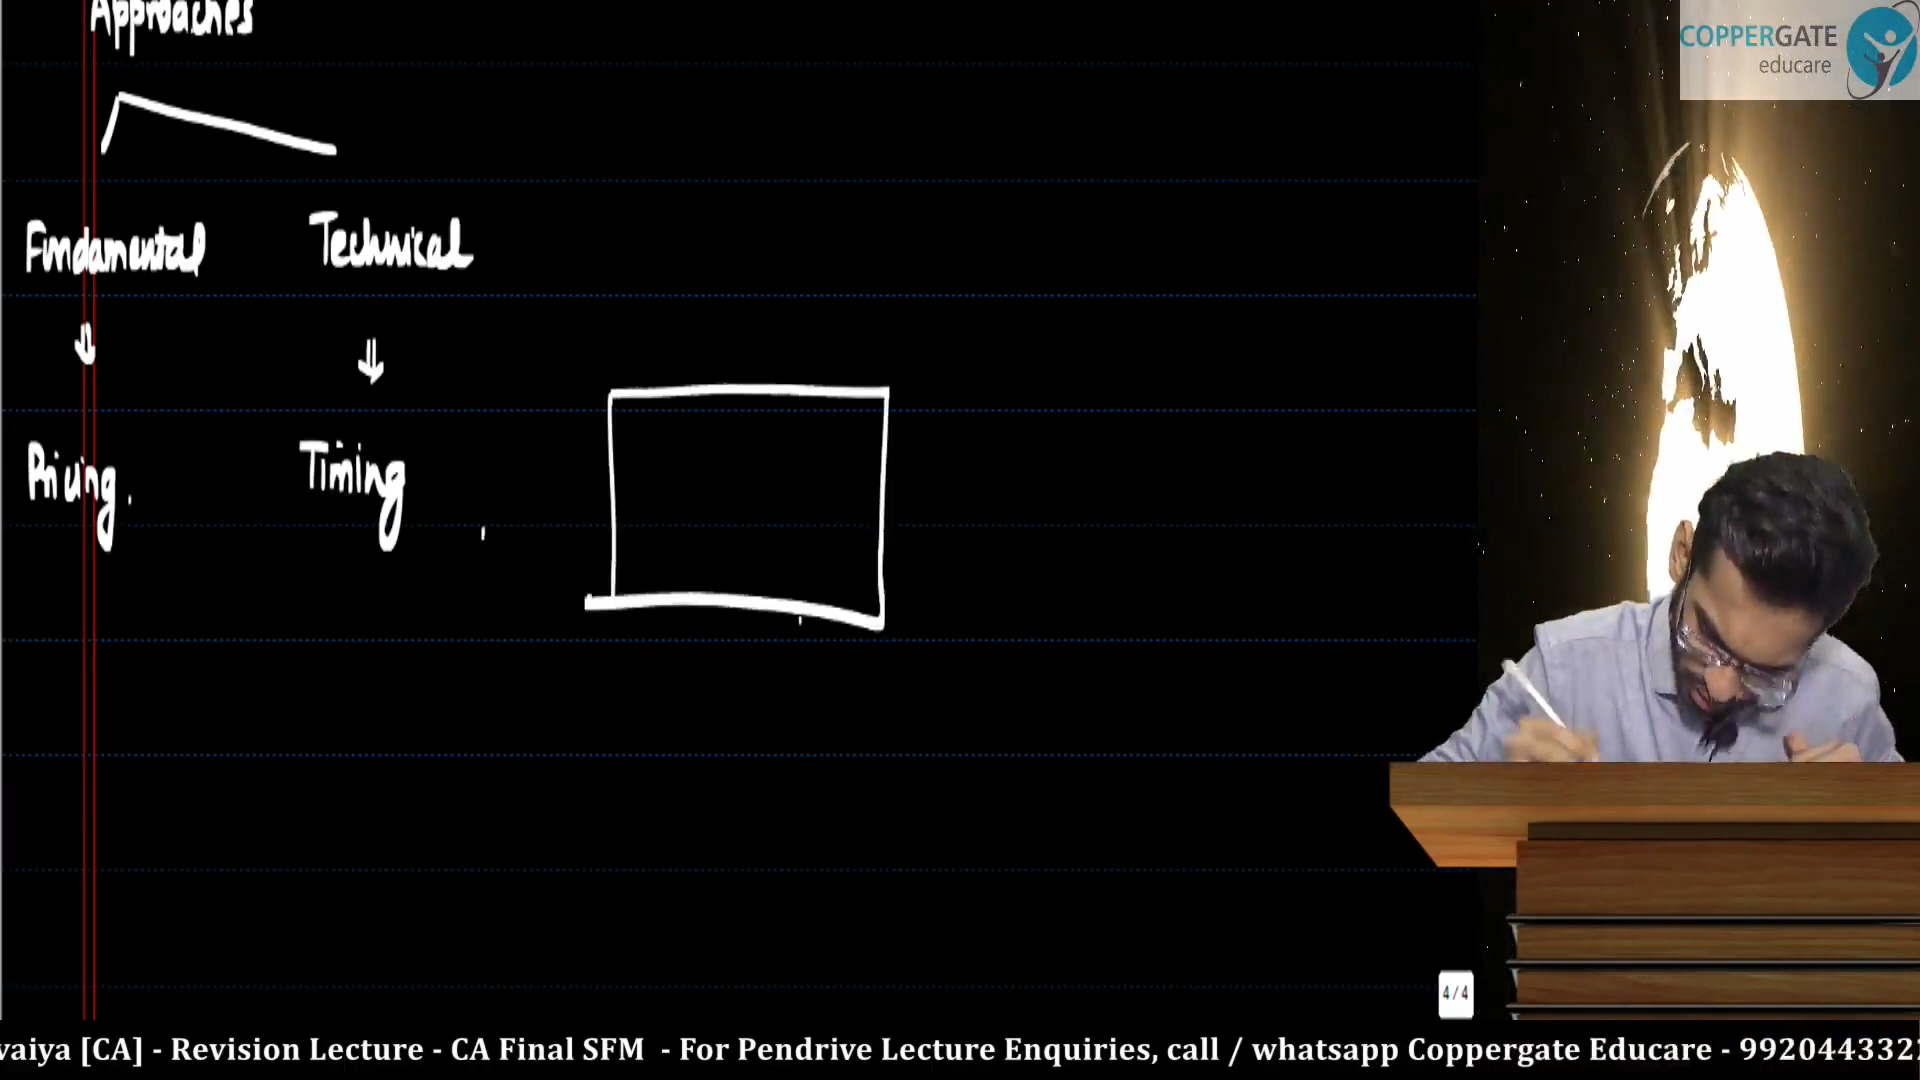 Approaches
COPPERGATE
educare
Fundamental Technical
Pricing. Timing
4/4
vaiya [CA] - Revision Lecture - CA Final SFM - For Pendrive Lecture Enquiries, call / whatsapp Coppergate Educare - 992044332